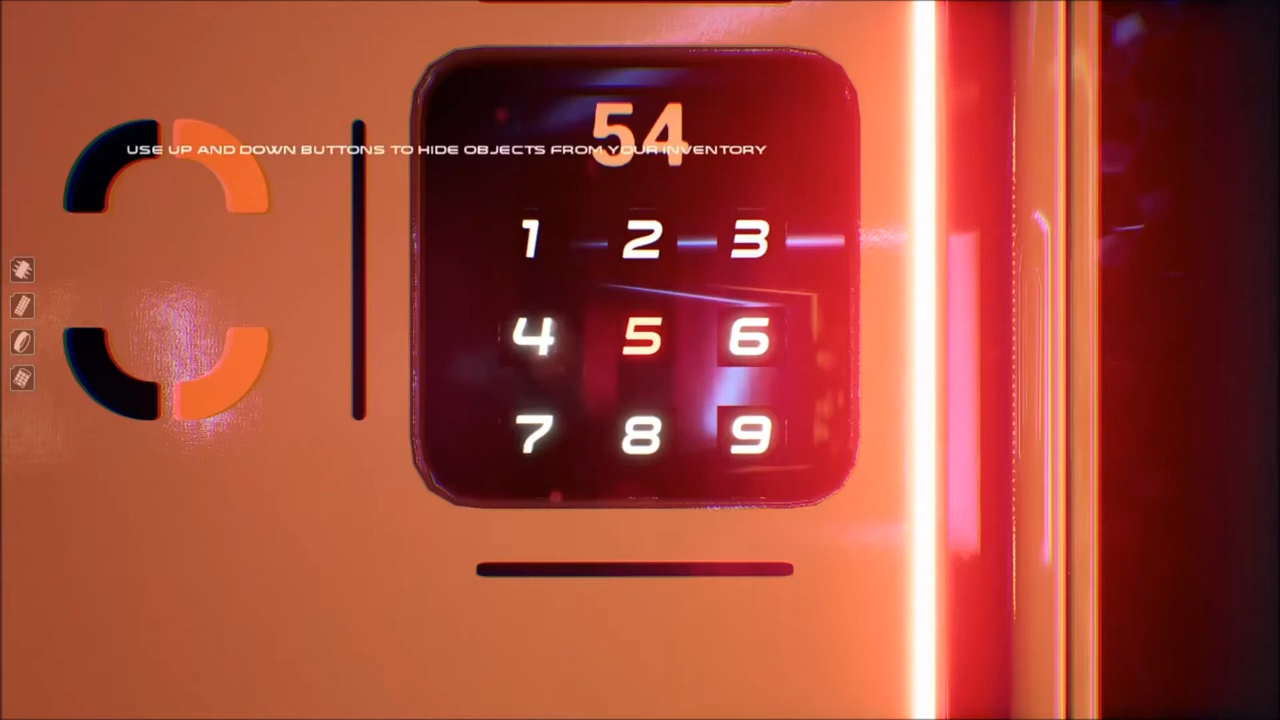 54
USE UP AND DOWN BUTTONS TO HIDE OBJECTS FROM YOUR INVENTORY
1 2 3
4 5 6
7 8 9